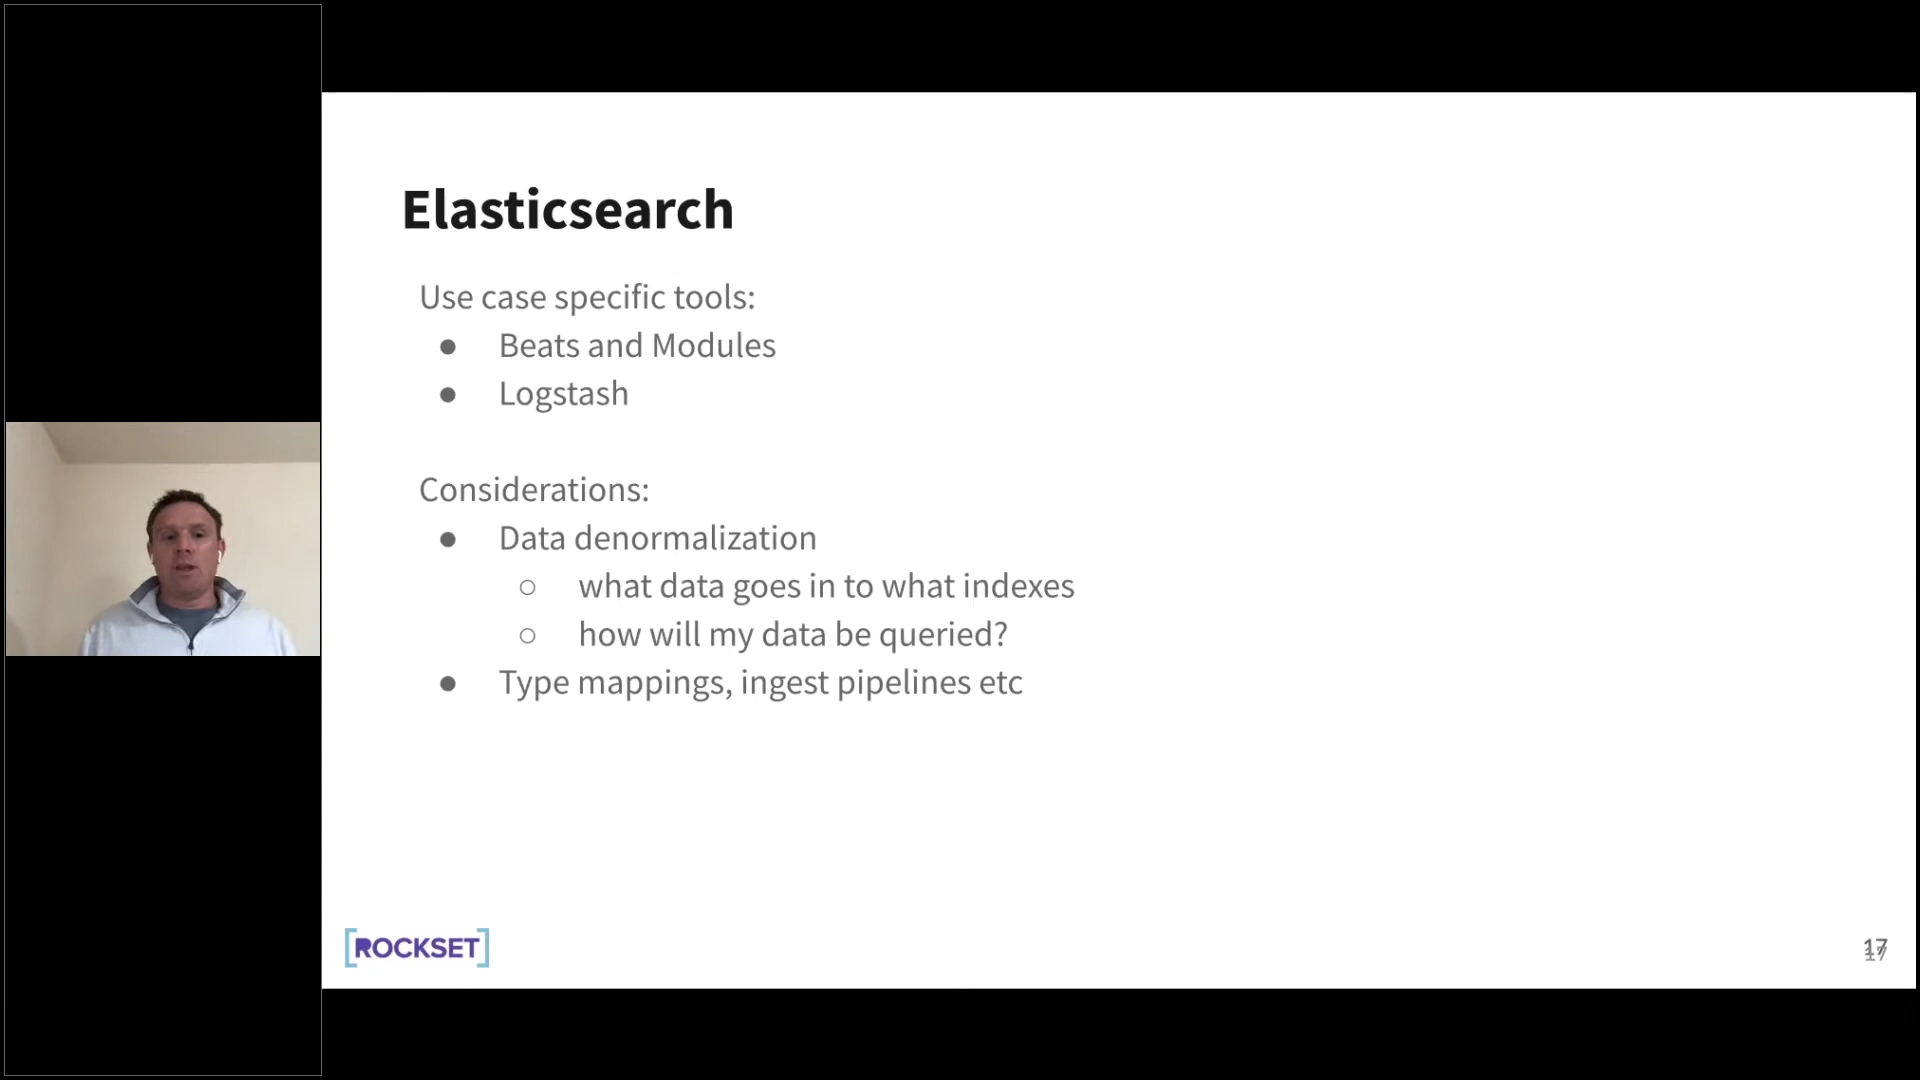 Elasticsearch
Use case specific tools:
● Beats and Modules
● Logstash
Considerations:
● Data denormalization
○ what data goes in to what indexes
○ how will my data be queried?
● Type mappings, ingest pipelines etc
[ROCKSET]
17
17